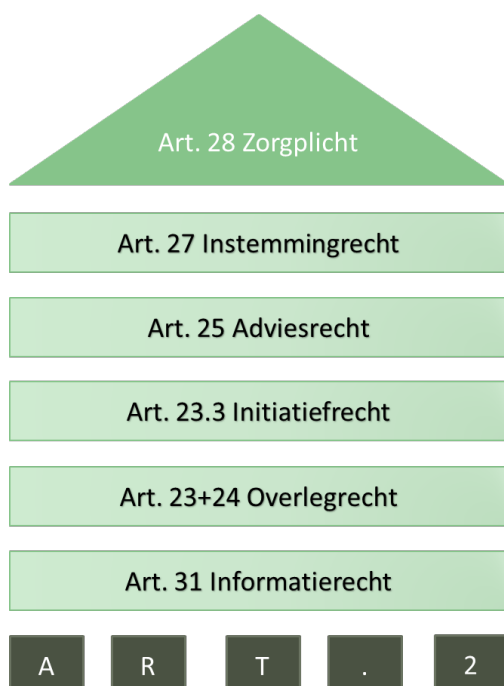 Art. 28 Zorgplicht
Art. 27 Instemmingrecht
Art. 25 Adviesrecht
Art. 23.3 Initiatiefrecht
Art. 23+24 Overlegrecht
Art. 31 Informatierecht
A R T . 2